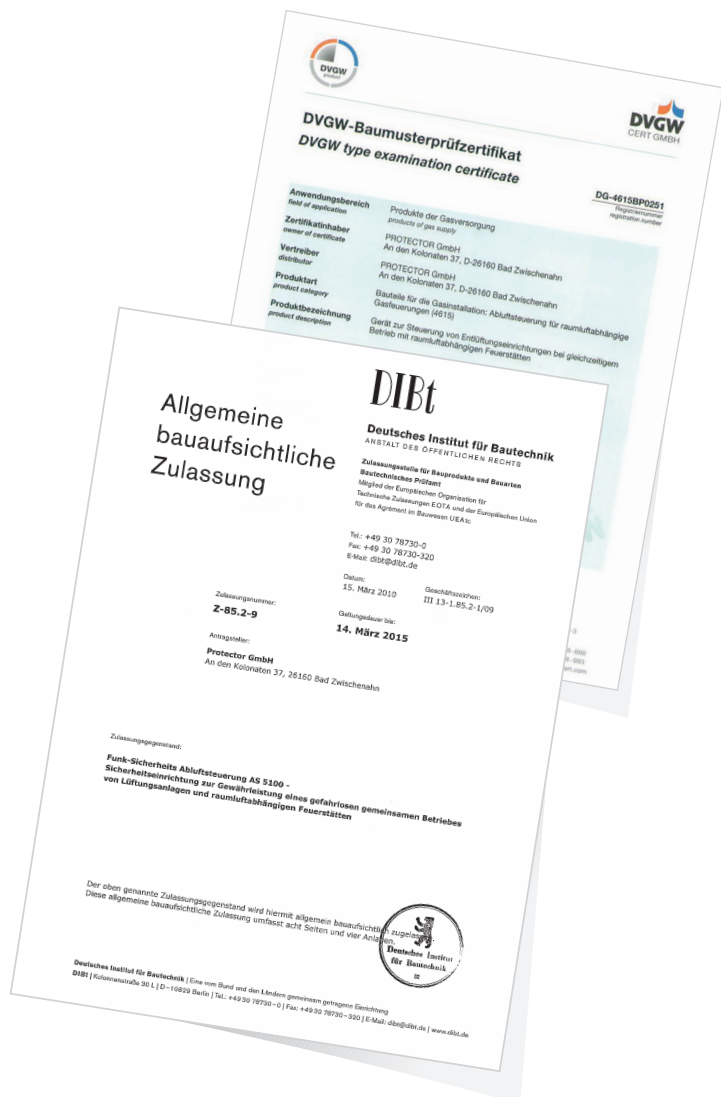 DVGW
product
DVGW
CERT GMBH
DVGW-Baumusterprüfzertifikat
DVGW type examination certificate
DG-4615BP0251
Registriernummer
registration number
Anwendungsbereich
field of application
Produkte der Gasversorgung
products of gas supply
Zertifikatinhaber
owner of certificate
PROTECTOR GmbH
An den Kolonaten 37, D-26160 Bad Zwischenahn
Vertreiber
distributor
PROTECTOR GmbH
An den Kolonaten 37, D-26160 Bad Zwischenahn
Produktart
product category
Bauteile für die Gasinstallation: Abluftsteuerung für raumluftabhängige
Gasfeuerungen (4615)
Produktbezeichnung
product description
Gerät zur Steuerung von Entlüftungseinrichtungen bei gleichzeitigem
Betrieb mit raumluftabhängigen Feuerstätten
Allgemeine
bauaufsichtliche
Zulassung
DIBt
Deutsches Institut für Bautechnik
ANSTALT DES ÖFFENTLICHEN RECHTS
Zulassungsstelle für Bauprodukte und Bauarten
Bautechnisches Prüfamt
Mitglied der Europäischen Organisation für
Technische Zulassungen EOTA und der Europäischen Union
für das Agrément im Bauwesen UEAtc
Tel.: +49 30 78730-0
Fax: +49 30 78730-320
E-Mail: dibt@dibt.de
Datum:
15. März 2010
Geschäftszeichen:
III 13-1.85.2-1/09
Zulassungsnummer:
Z-85.2-9
Geltungsdauer bis:
14. März 2015
Antragsteller:
Protector GmbH
An den Kolonaten 37, 26160 Bad Zwischenahn
Zulassungsgegenstand:
Funk-Sicherheits Abluftsteuerung AS 5100 -
Sicherheitseinrichtung zur Gewährleistung eines gefahrlosen gemeinsamen Betriebes
von Lüftungsanlagen und raumluftabhängigen Feuerstätten
Der oben genannte Zulassungsgegenstand wird hiermit allgemein bauaufsichtlich zugelassen.
Diese allgemeine bauaufsichtliche Zulassung umfasst acht Seiten und vier Anlagen.
Deutsches Institut
für Bautechnik
Deutsches Institut für Bautechnik | Eine vom Bund und den Ländern gemeinsam getragene Einrichtung
DIBt | Kolonnenstraße 30 L | D-10829 Berlin | Tel.: +49 30 78730-0 | Fax: +49 30 78730-320 | E-Mail: dibt@dibt.de | www.dibt.de